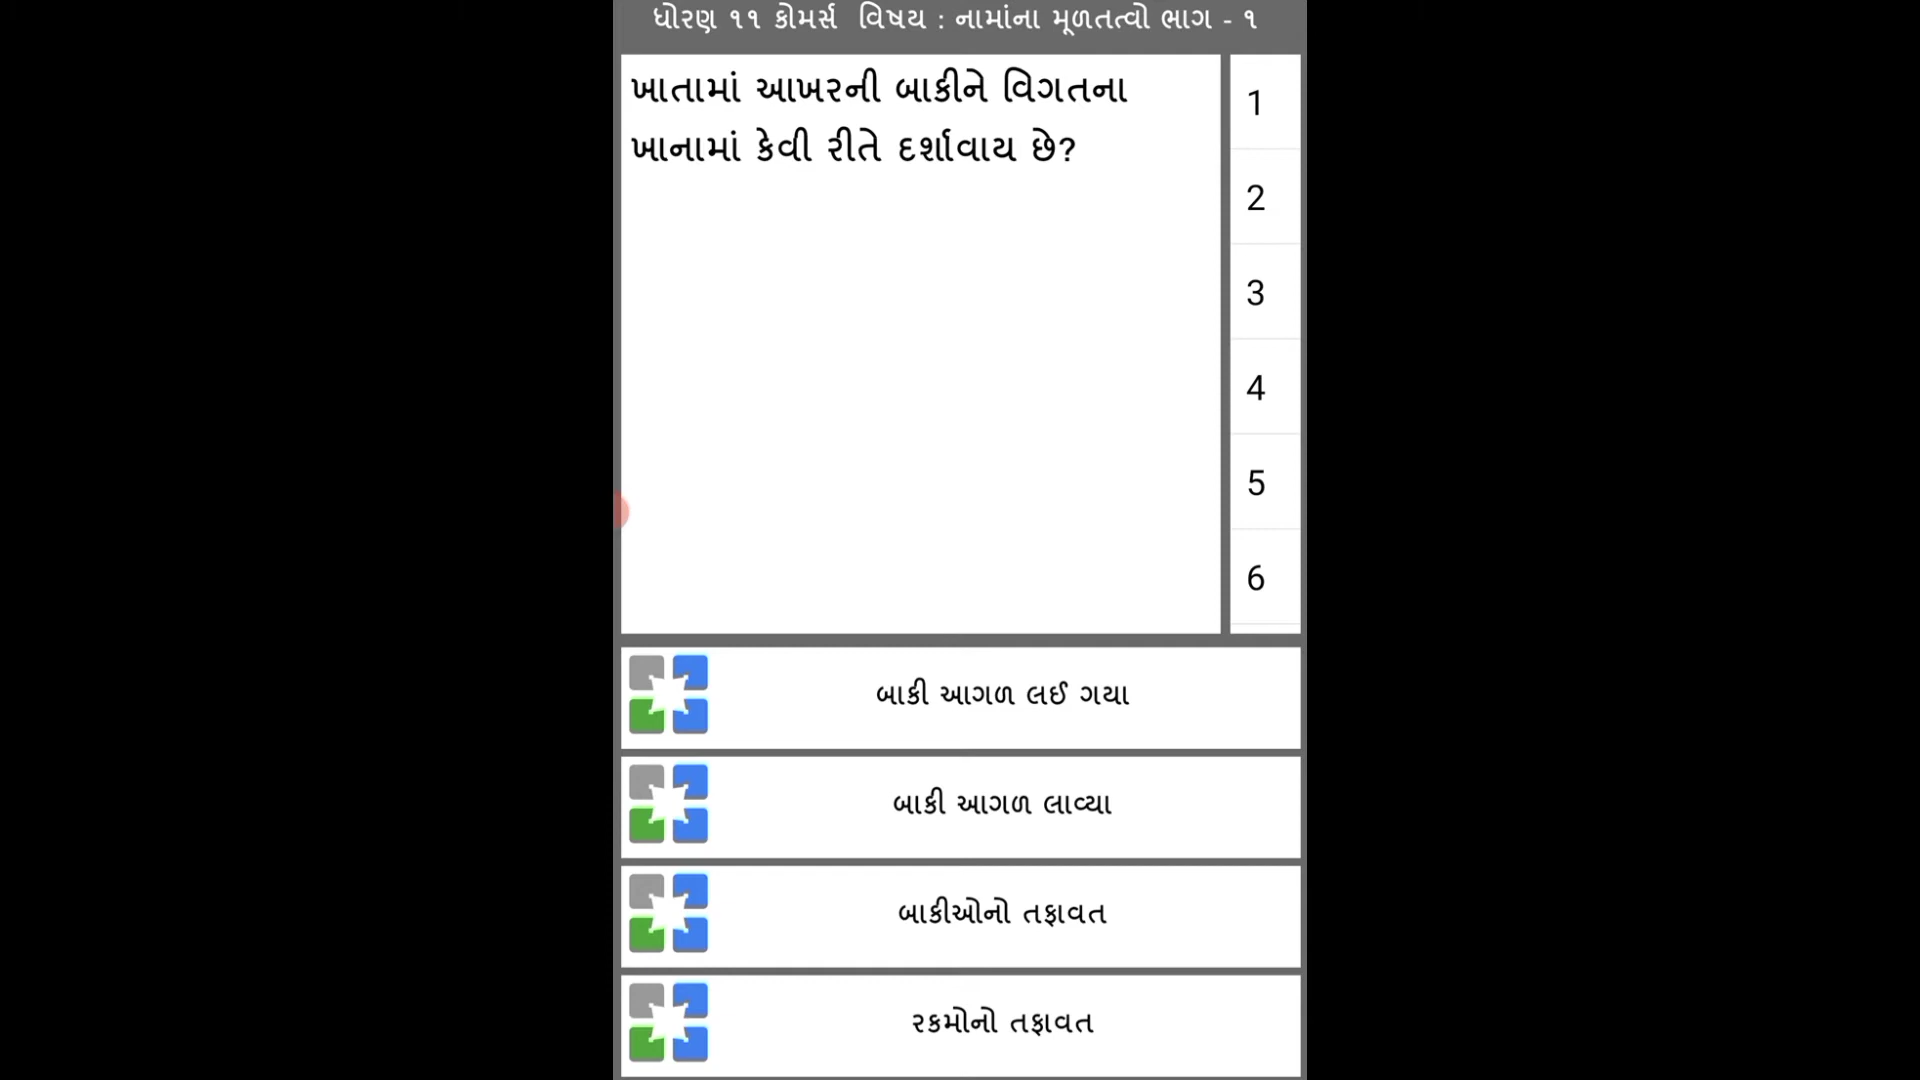 ધોરણ ૧૧ કોમર્સ વિષય : નામાંના મૂળતત્વો ભાગ - ૧
ખાતામાં આખરની બાકીને વિગતના
ખાનામાં કેવી રીતે દર્શાવાય છે?
1
2
3
4
5
6
બાકી આગળ લઈ ગયા
બાકી આગળ લાવ્યા
બાકીઓનો તફાવત
રકમોનો તફાવત